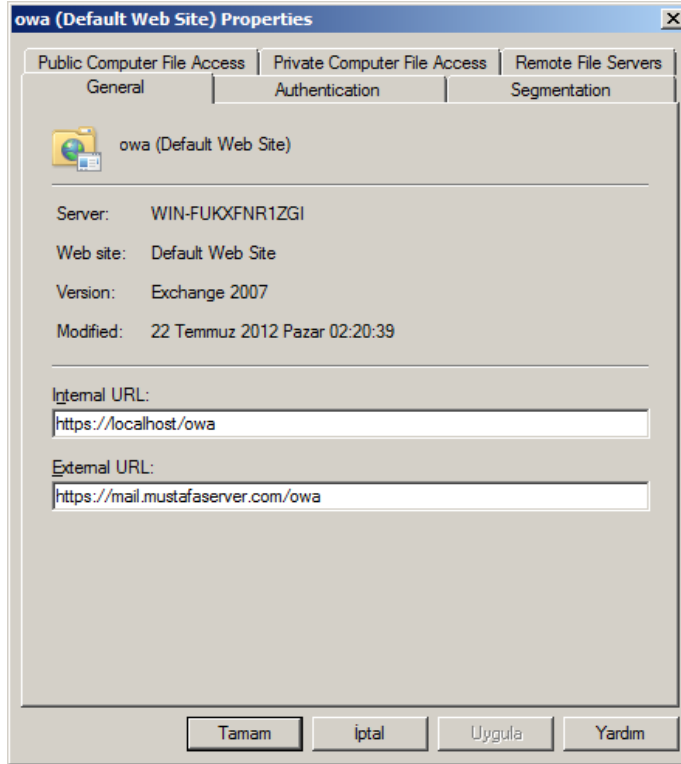 owa (Default Web Site) Properties
Public Computer File Access
Private Computer File Access
Remote File Servers
General
Authentication
Segmentation
owa (Default Web Site)
Server: WIN-FUKXFNR1ZGI
Web site: Default Web Site
Version: Exchange 2007
Modified: 22 Temmuz 2012 Pazar 02:20:39
Internal URL:
https://localhost/owa
External URL:
https://mail.mustafaserver.com/owa
Tamam
İptal
Uygula
Yardım